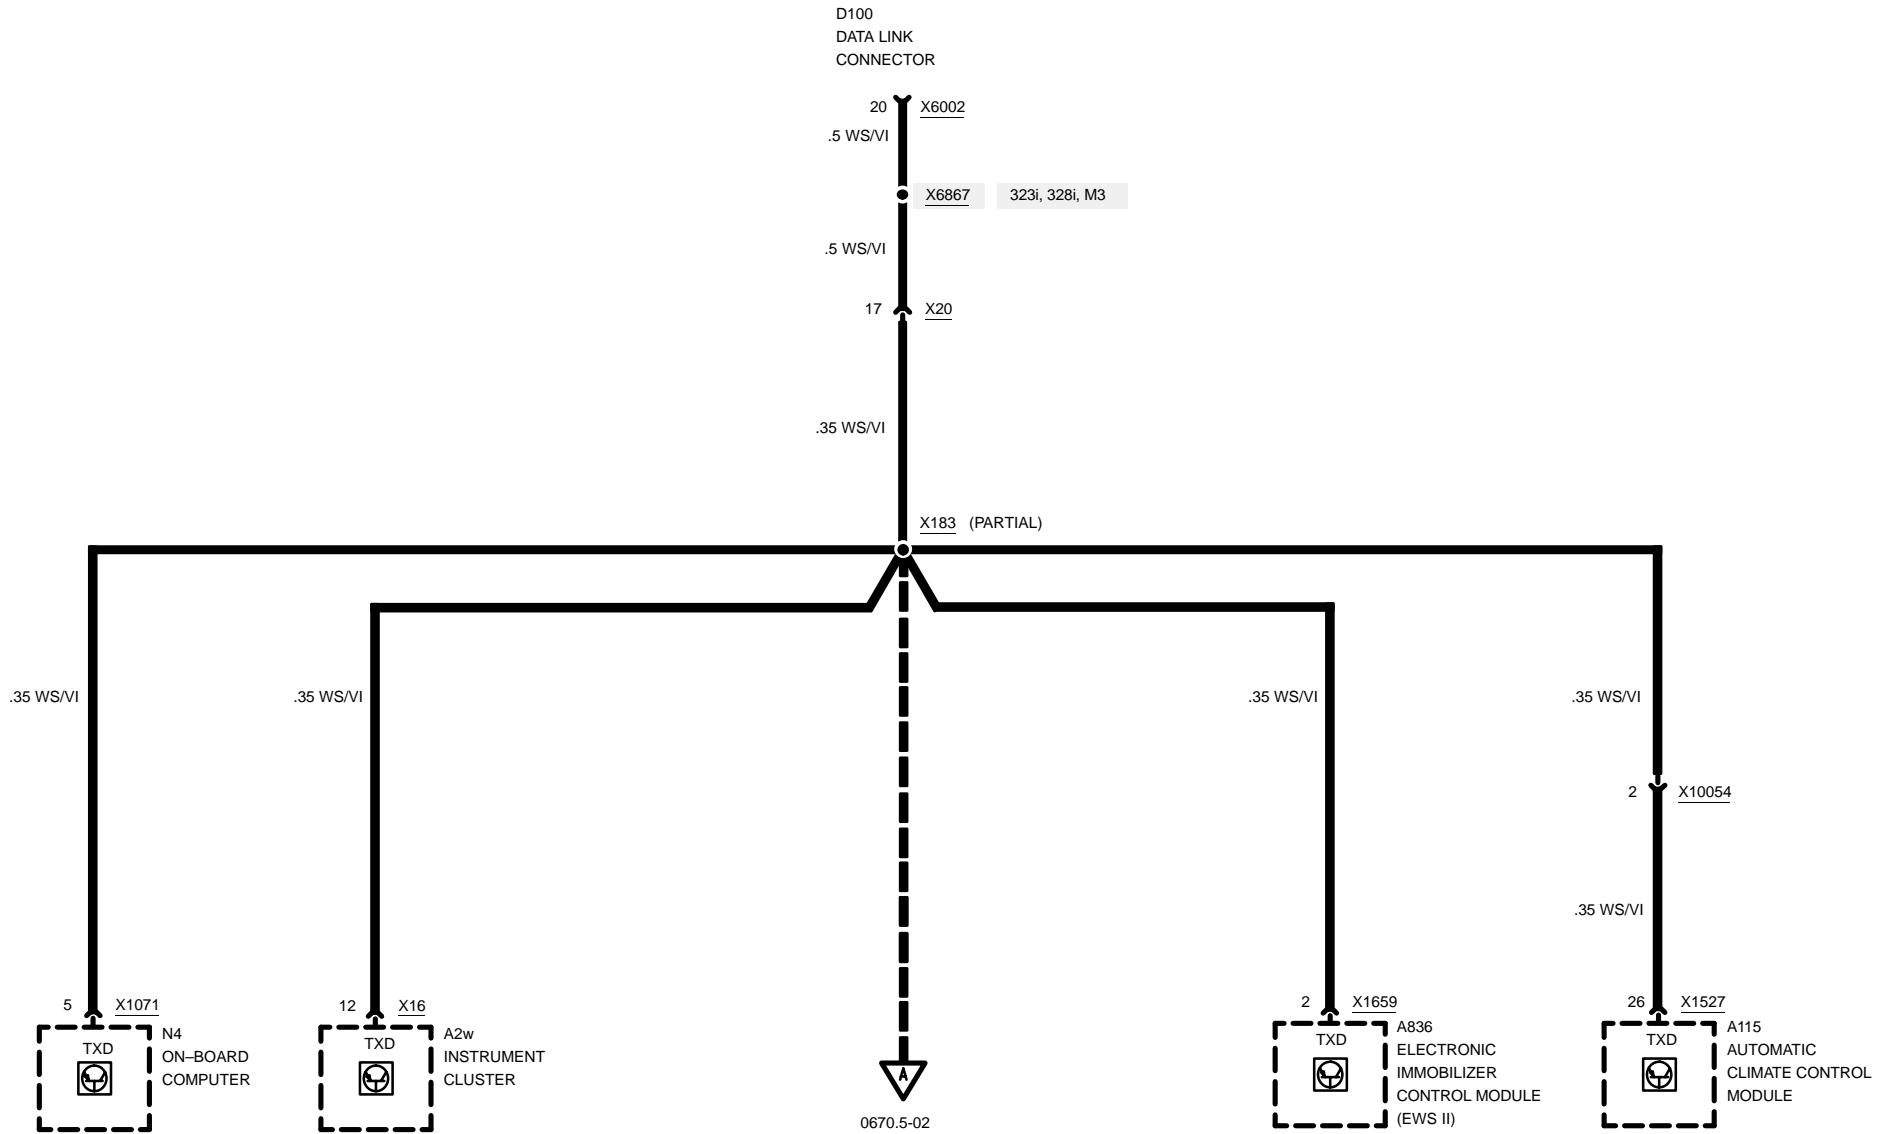 D100
DATA LINK
CONNECTOR
20 X6002
.5 WS/VI
X6867 323i, 328i, M3
.5 WS/VI
17 X20
.35 WS/VI
X183 (PARTIAL)
.35 WS/VI .35 WS/VI .35 WS/VI .35 WS/VI
2 X10054
.35 WS/VI
5 X1071
N4
ON–BOARD
COMPUTER
TXD
12 X16
A2w
INSTRUMENT
CLUSTER
TXD
A
0670.5-02
2 X1659
A836
ELECTRONIC
IMMOBILIZER
CONTROL MODULE
(EWS II)
TXD
26 X1527
A115
AUTOMATIC
CLIMATE CONTROL
MODULE
TXD